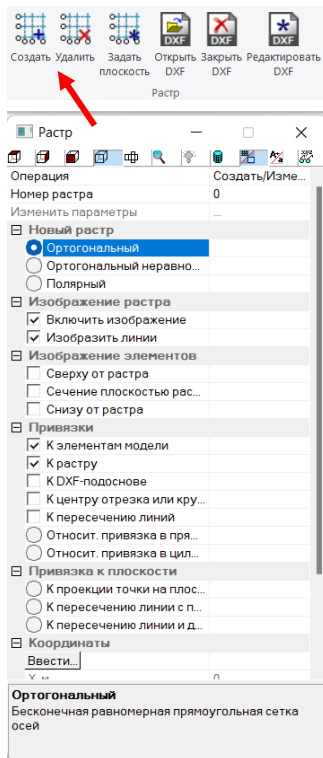 Создать Удалить Задать плоскость Открыть DXF Закрыть DXF Редактировать DXF
Растр
Растр
Операция Создать/Изме...
Номер растра 0
Изменить параметры ...
Новый растр
Ортогональный
Ортогональный неравно...
Полярный
Изображение растра
Включить изображение
Изобразить линии
Изображение элементов
Сверху от растра
Сечение плоскостью рас...
Снизу от растра
Привязки
К элементам модели
К растру
К DXF-подоснове
К центру отрезка или кру...
К пересечению линий
Относит. привязка в пря...
Относит. привязка в цил...
Привязка к плоскости
К проекции точки на плос...
К пересечению линии с п...
К пересечению линии и д...
Координаты
Ввести...
X, м 0
Ортогональный
Бесконечная равномерная прямоугольная сетка
осей